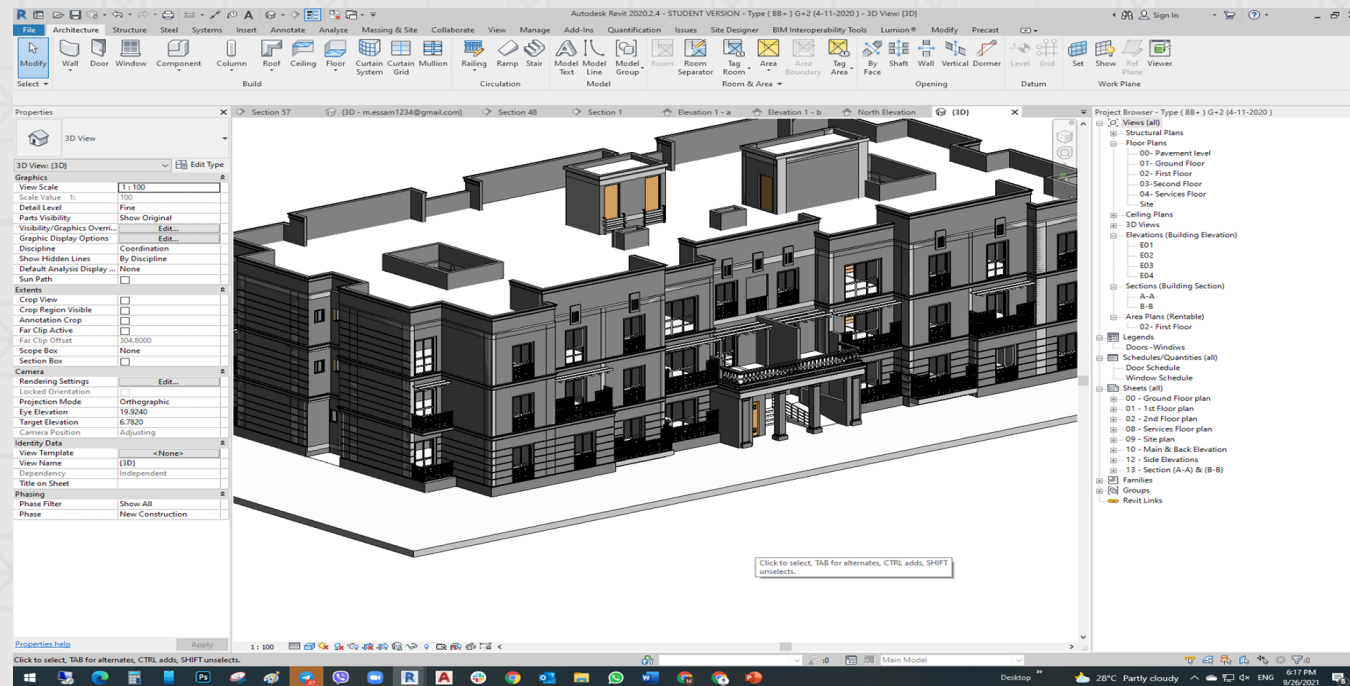 Autodesk Revit 2020.2.4 - STUDENT VERSION - Type ( BB+ ) G+2 (4-11-2020 ) - 3D View: {3D}
Sign In
File Architecture Structure Steel Systems Insert Annotate Analyze Massing & Site Collaborate View Manage Add-Ins Quantification Issues Site Designer BIM Interoperability Tools Lumion® Modify Precast
Modify Wall Door Window Component Column Roof Ceiling Floor Curtain System Curtain Grid Mullion Railing Ramp Stair Model Text Model Line Model Group Room Room Separator Tag Room Area Area Boundary Tag Area By Face Shaft Wall Vertical Dormer Level Grid Set Show Ref Plane Viewer
Select Build Circulation Model Room & Area Opening Datum Work Plane
Properties
Section 57 {3D - m.essam1234@gmail.com} Section 48 Section 1 Elevation 1 - a Elevation 1 - b North Elevation {3D}
3D View
3D View: {3D} Edit Type
Graphics
View Scale 1 : 100
Scale Value 1: 100
Detail Level Fine
Parts Visibility Show Original
Visibility/Graphics Overri... Edit...
Graphic Display Options Edit...
Discipline Coordination
Show Hidden Lines By Discipline
Default Analysis Display ... None
Sun Path
Extents
Crop View
Crop Region Visible
Annotation Crop
Far Clip Active
Far Clip Offset 304.8000
Scope Box None
Section Box
Camera
Rendering Settings Edit...
Locked Orientation
Projection Mode Orthographic
Eye Elevation 19.9240
Target Elevation 6.7820
Camera Position Adjusting
Identity Data
View Template <None>
View Name {3D}
Dependency Independent
Title on Sheet
Phasing
Phase Filter Show All
Phase New Construction
Properties help Apply
Project Browser - Type ( BB+ ) G+2 (4-11-2020 )
Views (all)
Structural Plans
Floor Plans
00- Pavement level
01- Ground Floor
02- First Floor
03-Second Floor
04- Services Floor
Site
Ceiling Plans
3D Views
Elevations (Building Elevation)
E01
E02
E03
E04
Sections (Building Section)
A-A
B-B
Area Plans (Rentable)
02- First Floor
Legends
Doors -Windiws
Schedules/Quantities (all)
Door Schedule
Window Schedule
Sheets (all)
00 - Ground Floor plan
01 - 1st Floor plan
02 - 2nd Floor plan
08 - Services Floor plan
09 - Site plan
10 - Main & Back Elevation
12 - Side Elevations
13 - Section (A-A) & (B-B)
Families
Groups
Revit Links
Click to select, TAB for alternates, CTRL adds, SHIFT
unselects.
1 : 100
Click to select, TAB for alternates, CTRL adds, SHIFT unselects. :0 Main Model :0
Desktop 28°C Partly cloudy ENG 6:17 PM
9/26/2021